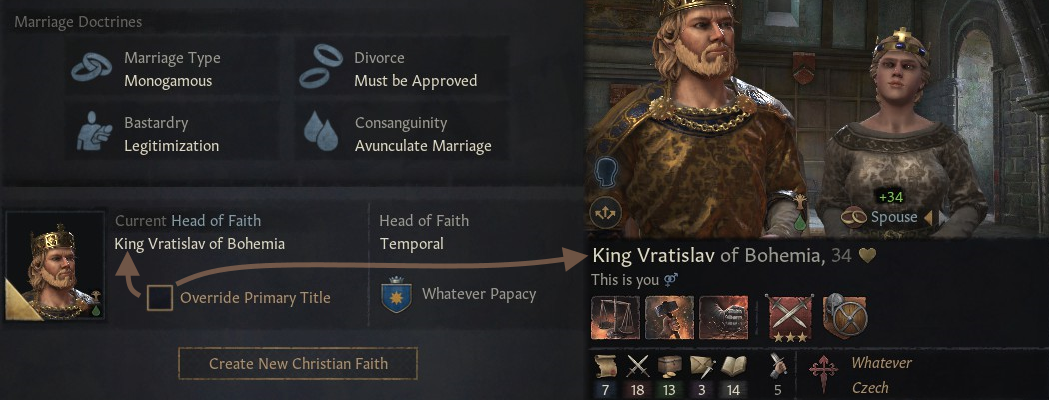 Marriage Doctrines
Marriage Type
Monogamous
Divorce
Must be Approved
Bastardry
Legitimization
Consanguinity
Avunculate Marriage
Current Head of Faith
King Vratislav of Bohemia
Head of Faith
Temporal
Override Primary Title
Whatever Papacy
Create New Christian Faith
+34
Spouse
King Vratislav of Bohemia, 34
This is you
7 18 13 3 14 5
Whatever
Czech